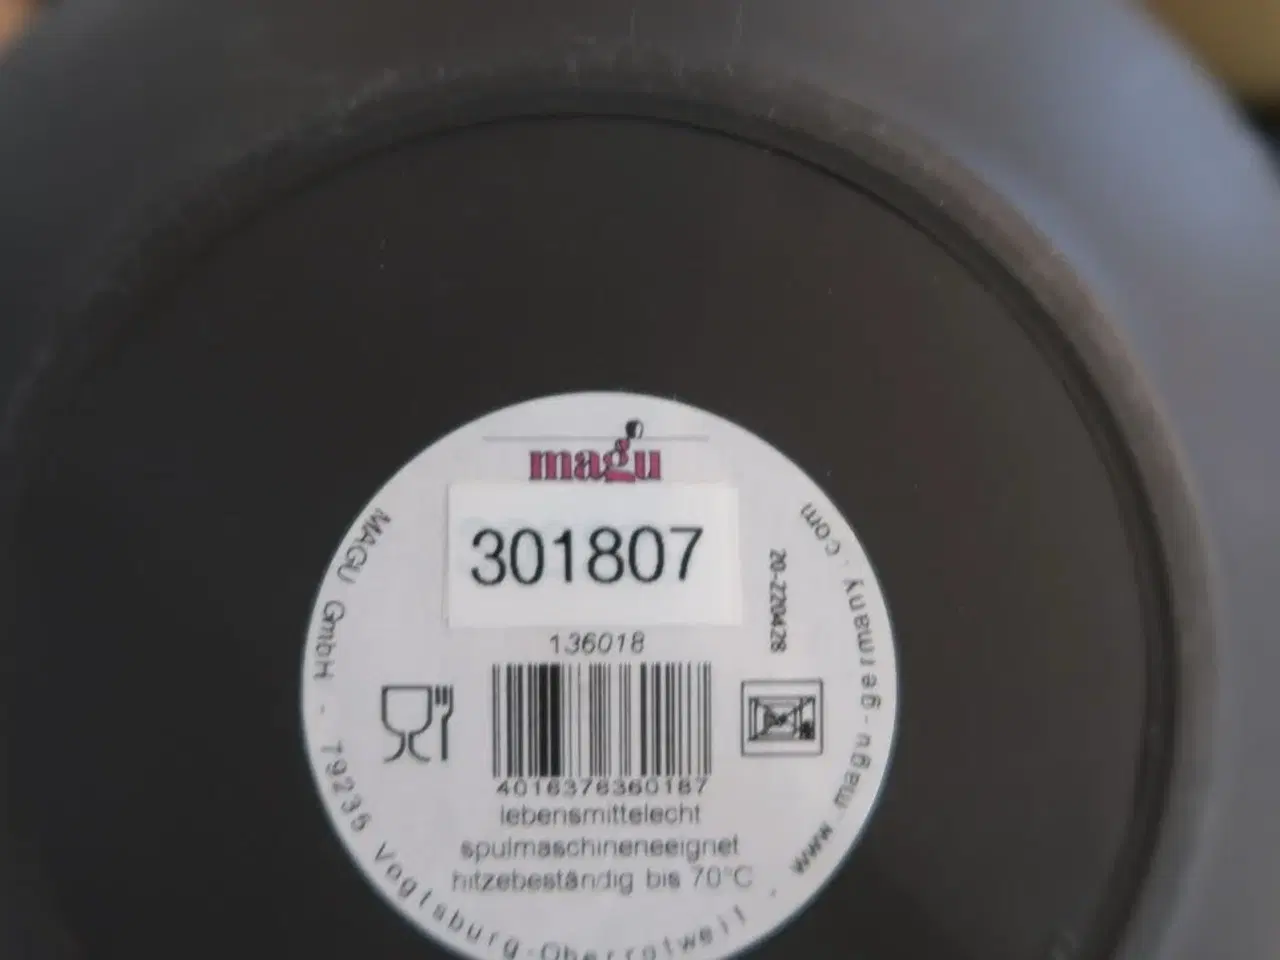 magu
301807
136018
20-220428
4016376360187
lebensmittelecht
spülmaschineneeignet
hitzebeständig bis 70°C
MAGU GmbH - 79235 Vogtsburg-Oberrotweil - www.magu-germany.com